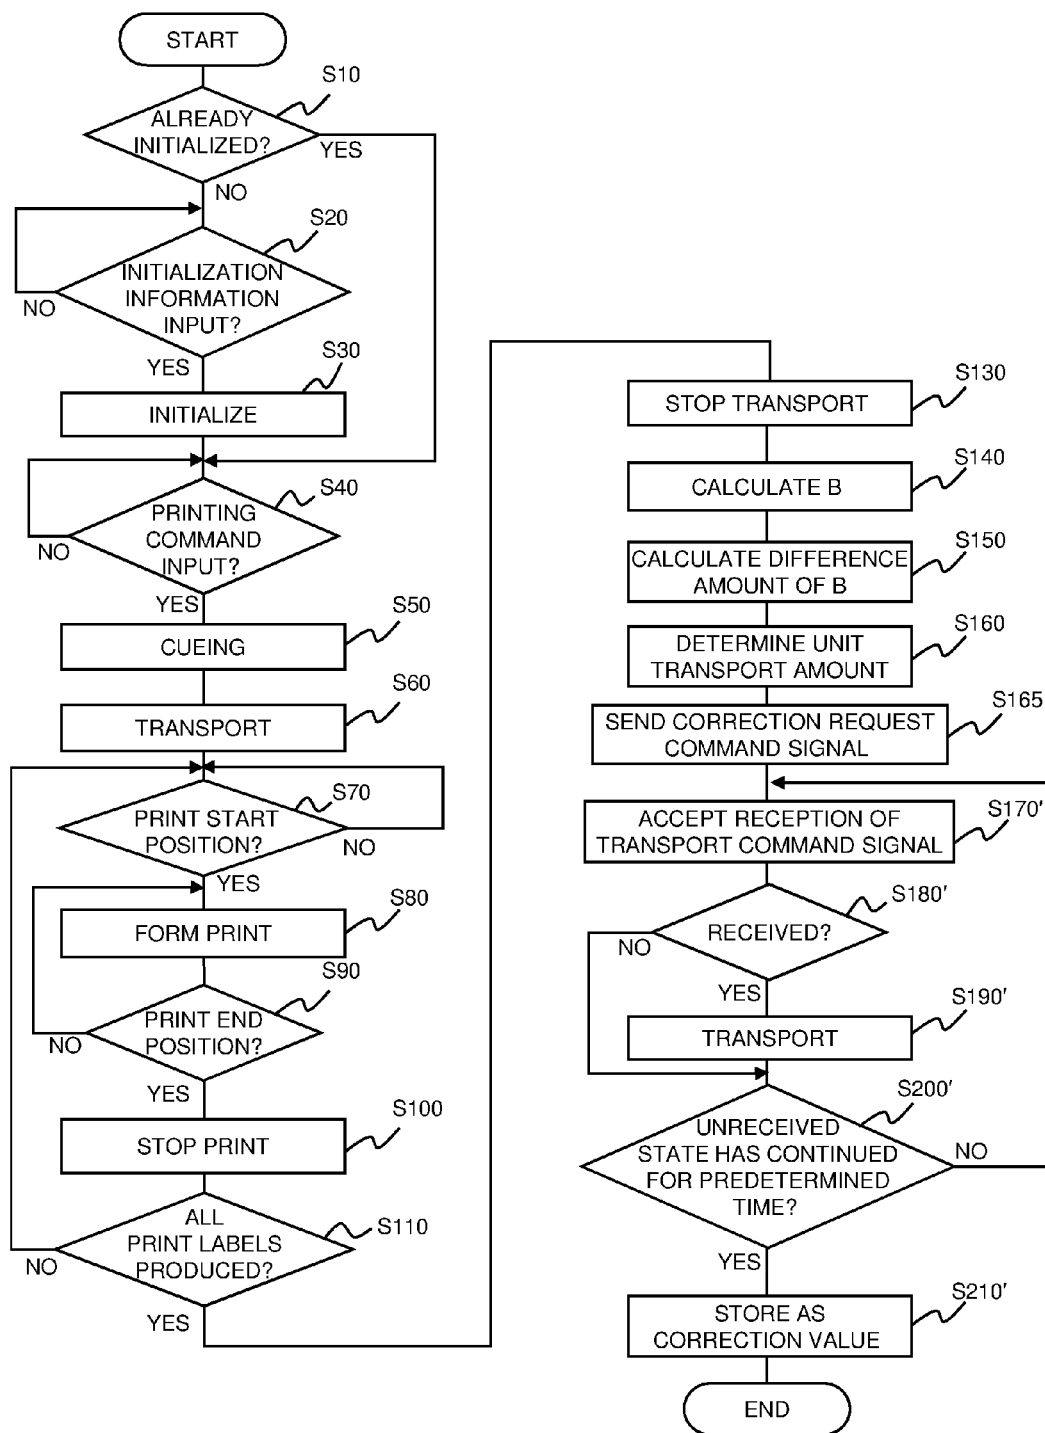 START
S10
ALREADY
INITIALIZED?
YES
NO
S20
INITIALIZATION
INFORMATION
INPUT?
NO
YES
S30
INITIALIZE
S40
PRINTING
COMMAND
INPUT?
NO
YES
S50
CUEING
S60
TRANSPORT
S70
PRINT START
POSITION?
NO
YES
S80
FORM PRINT
S90
PRINT END
POSITION?
NO
YES
S100
STOP PRINT
S110
ALL
PRINT LABELS
PRODUCED?
NO
YES
S130
STOP TRANSPORT
S140
CALCULATE B
S150
CALCULATE DIFFERENCE
AMOUNT OF B
S160
DETERMINE UNIT
TRANSPORT AMOUNT
S165
SEND CORRECTION REQUEST
COMMAND SIGNAL
S170′
ACCEPT RECEPTION OF
TRANSPORT COMMAND SIGNAL
S180′
RECEIVED?
NO
YES
S190′
TRANSPORT
S200′
UNRECEIVED
STATE HAS CONTINUED
FOR PREDETERMINED
TIME?
NO
YES
S210′
STORE AS
CORRECTION VALUE
END